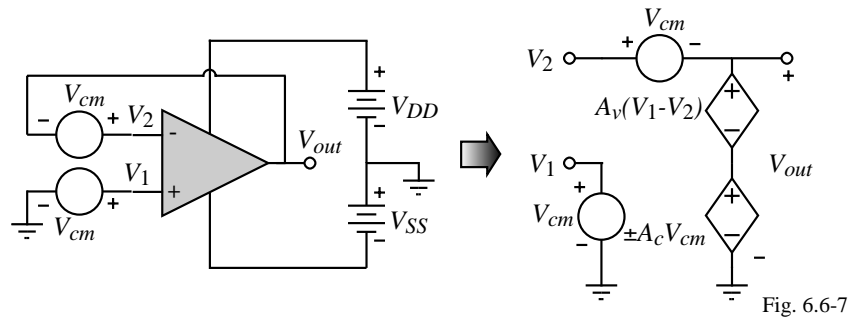 V_cm
V_2
V_1
V_cm
V_out
V_DD
V_SS
+
-
V_cm
V_2
+
-
+
A_v(V_1-V_2)
+
−
V_1
+
V_cm
-
±A_cV_cm
+
−
V_out
-
Fig. 6.6-7